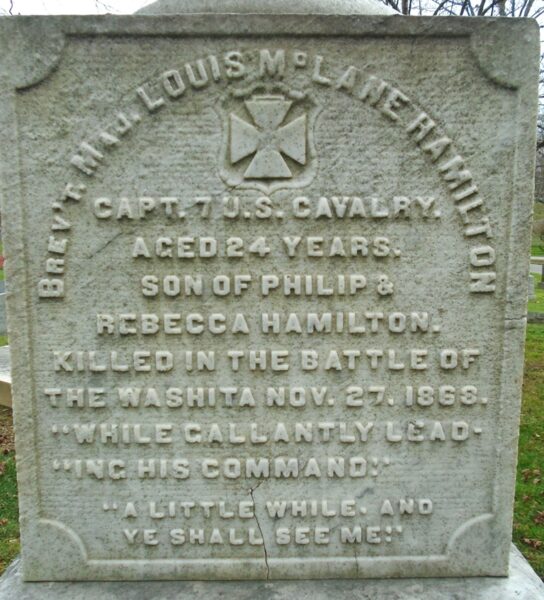 BREV'T. MAJ. LOUIS McLANE HAMILTON
CAPT. 7 U.S. CAVALRY.
AGED 24 YEARS.
SON OF PHILIP &
REBECCA HAMILTON.
KILLED IN THE BATTLE OF
THE WASHITA NOV. 27. 1868.
"WHILE GALLANTLY LEAD-
"ING HIS COMMAND."
"A LITTLE WHILE, AND
YE SHALL SEE ME."